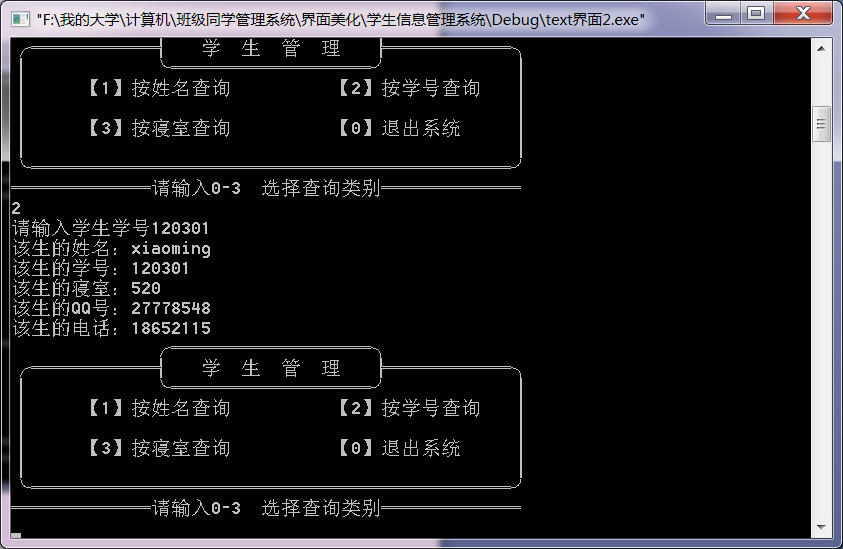 "F:\我的大学\计算机\班级同学管理系统\界面美化\学生信息管理系统\Debug\text界面2.exe"
学 生 管 理
【1】按姓名查询 【2】按学号查询
【3】按寝室查询 【0】退出系统
请输入0-3 选择查询类别
2
请输入学生学号120301
该生的姓名：xiaoming
该生的学号：120301
该生的寝室：520
该生的QQ号：27778548
该生的电话：18652115
学 生 管 理
【1】按姓名查询 【2】按学号查询
【3】按寝室查询 【0】退出系统
请输入0-3 选择查询类别